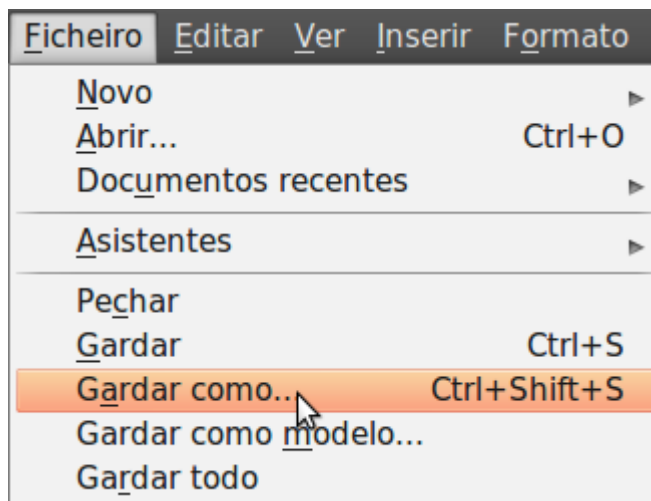 Ficheiro Editar Ver Inserir Formato
Novo
Abrir... Ctrl+O
Documentos recentes
Asistentes
Pechar
Gardar Ctrl+S
Gardar como... Ctrl+Shift+S
Gardar como modelo...
Gardar todo